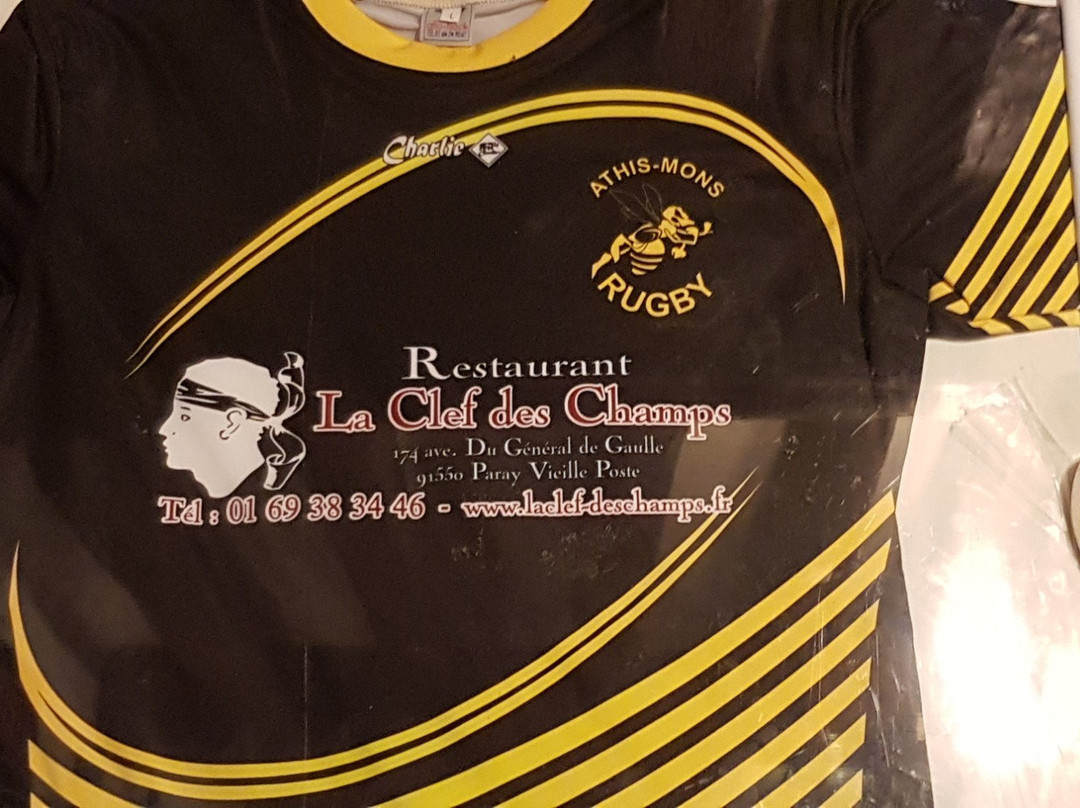 L
Charlie ABC
ATHIS-MONS
RUGBY
Restaurant
La Clef des Champs
174 ave. Du Général de Gaulle
91550 Paray Vieille Poste
Tél : 01 69 38 34 46 - www.laclef-deschamps.fr